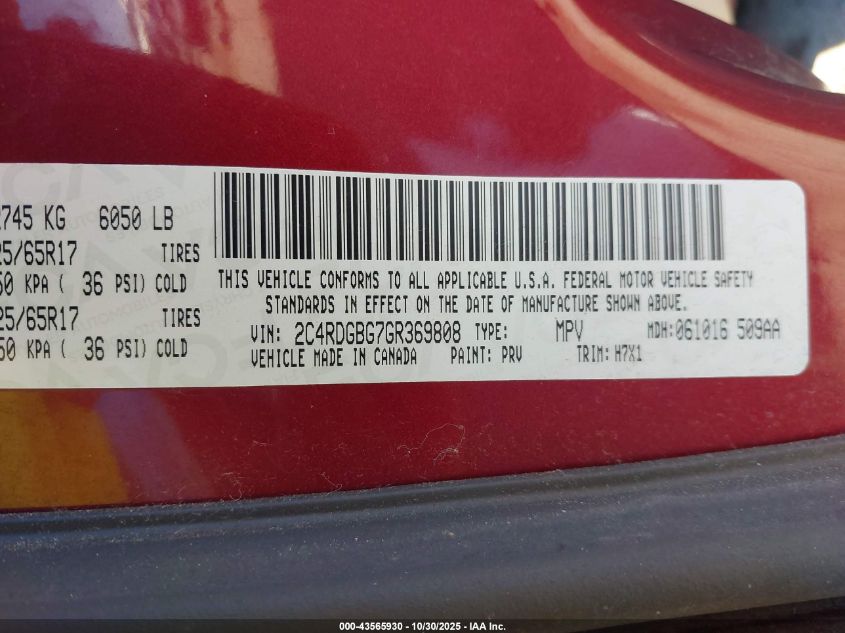 2745 KG 6050 LB
25/65R17 TIRES
50 KPA ( 36 PSI) COLD
25/65R17 TIRES
50 KPA ( 36 PSI) COLD
THIS VEHICLE CONFORMS TO ALL APPLICABLE U.S.A. FEDERAL MOTOR VEHICLE SAFETY
STANDARDS IN EFFECT ON THE DATE OF MANUFACTURE SHOWN ABOVE.
VIN: 2C4RDGBG7GR369808 TYPE: MPV MDH: 061016 509AA
VEHICLE MADE IN CANADA PAINT: PRV TRIM: H7X1
000-43565930 - 10/30/2025 - IAA Inc.